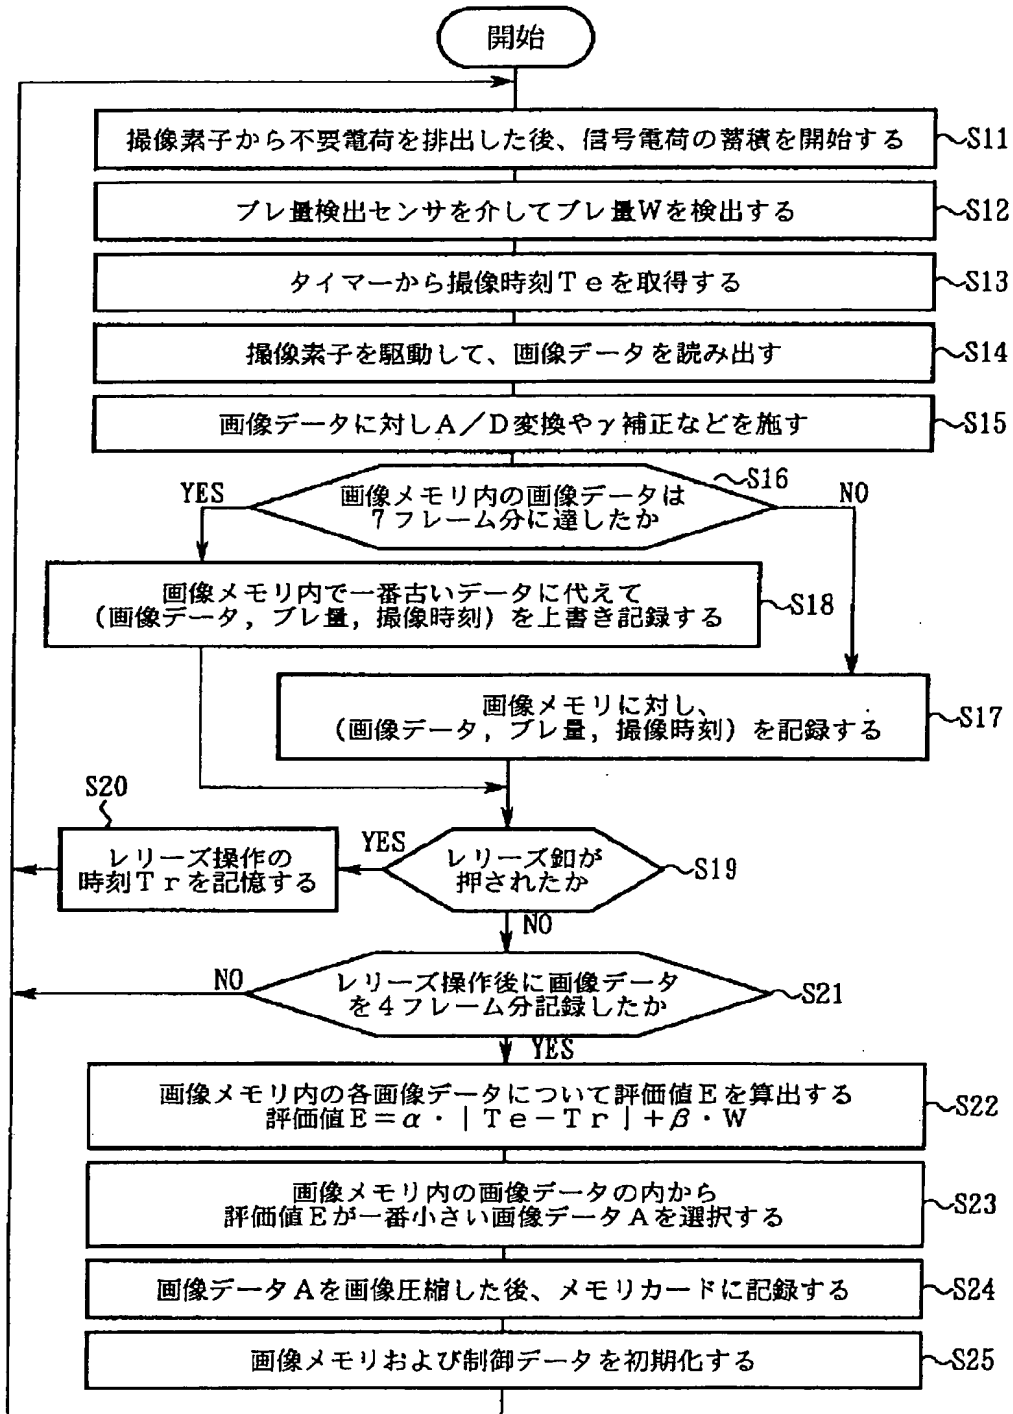 開始
撮像素子から不要電荷を排出した後、信号電荷の蓄積を開始する
S11
ブレ量検出センサを介してブレ量Wを検出する
S12
タイマーから撮像時刻Teを取得する
S13
撮像素子を駆動して、画像データを読み出す
S14
画像データに対しA/D変換やγ補正などを施す
S15
S16
YES
画像メモリ内の画像データは
7フレーム分に達したか
NO
画像メモリ内で一番古いデータに代えて
(画像データ,ブレ量,撮像時刻)を上書き記録する
S18
画像メモリに対し、
(画像データ,ブレ量,撮像時刻)を記録する
S17
S20
レリーズ操作の
時刻Trを記憶する
YES
レリーズ釦が
押されたか
S19
NO
NO
レリーズ操作後に画像データ
を4フレーム分記録したか
S21
YES
画像メモリ内の各画像データについて評価値Eを算出する
評価値E=α・|Te-Tr|+β・W
S22
画像メモリ内の画像データの内から
評価値Eが一番小さい画像データAを選択する
S23
画像データAを画像圧縮した後、メモリカードに記録する
S24
画像メモリおよび制御データを初期化する
S25